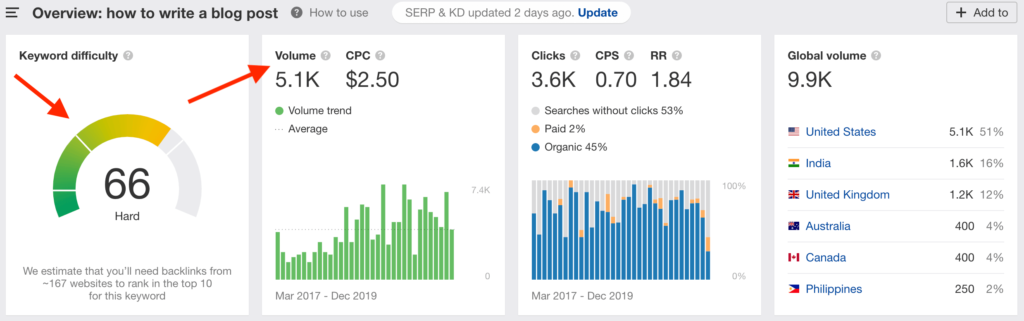 Overview: how to write a blog post ? How to use SERP & KD updated 2 days ago. Update + Add to
Keyword difficulty ?
66
Hard
We estimate that you'll need backlinks from
~167 websites to rank in the top 10
for this keyword
Volume ? CPC ?
5.1K $2.50
Volume trend
Average
7.4K
0
Mar 2017 - Dec 2019
Clicks ? CPS ? RR ?
3.6K 0.70 1.84
Searches without clicks 53%
Paid 2%
Organic 45%
100%
0%
Mar 2017 - Dec 2019
Global volume ?
9.9K
United States 5.1K 51%
India 1.6K 16%
United Kingdom 1.2K 12%
Australia 400 4%
Canada 400 4%
Philippines 250 2%